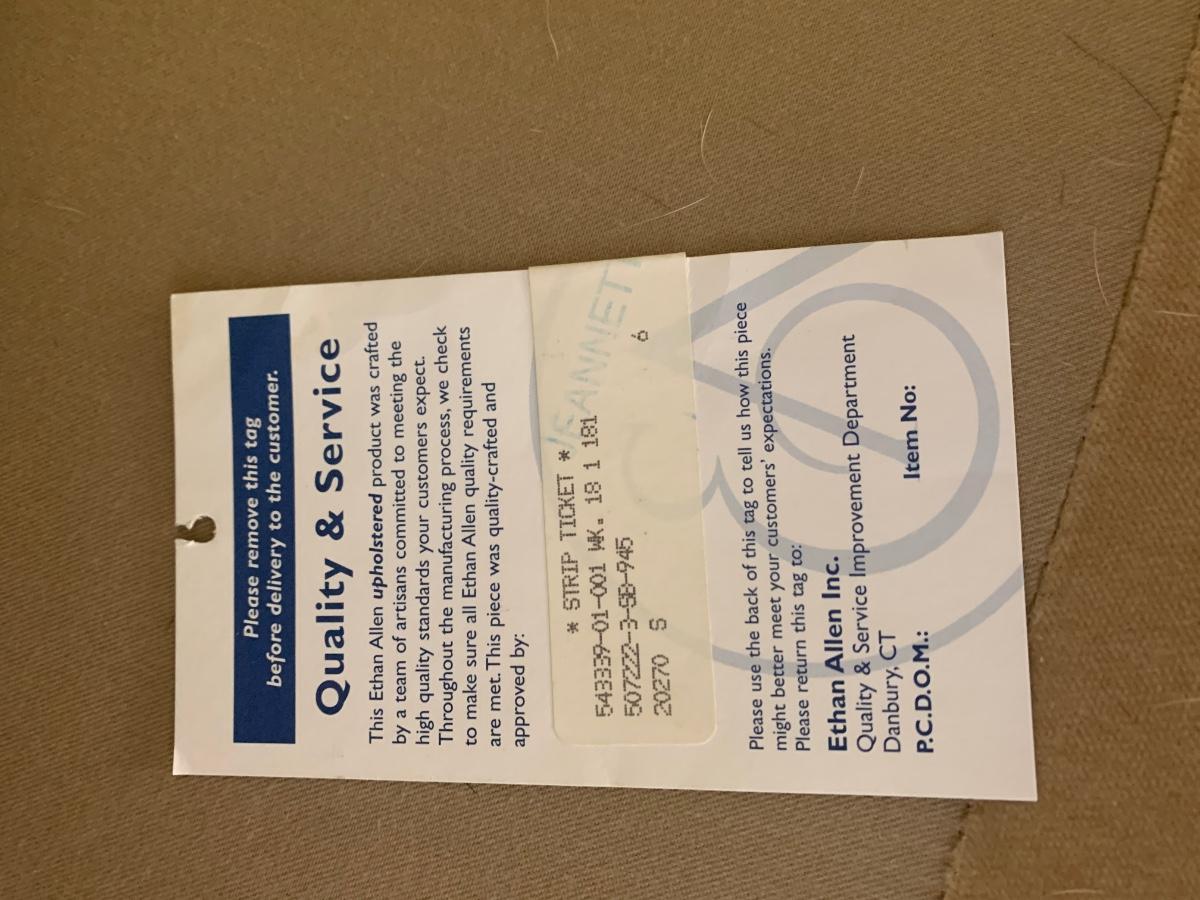 Please remove this tag
before delivery to the customer.
Quality & Service
This Ethan Allen upholstered product was crafted
by a team of artisans committed to meeting the
high quality standards your customers expect.
Throughout the manufacturing process, we check
to make sure all Ethan Allen quality requirements
are met. This piece was quality-crafted and
approved by:
* STRIP TICKET *
543339-01-001 WK. 18 1 181
507222-3-SB-945
20270 S 6
Please use the back of this tag to tell us how this piece
might better meet your customers' expectations.
Please return this tag to:
Ethan Allen Inc.
Quality & Service Improvement Department
Danbury, CT
P.C.D.O.M.: Item No: